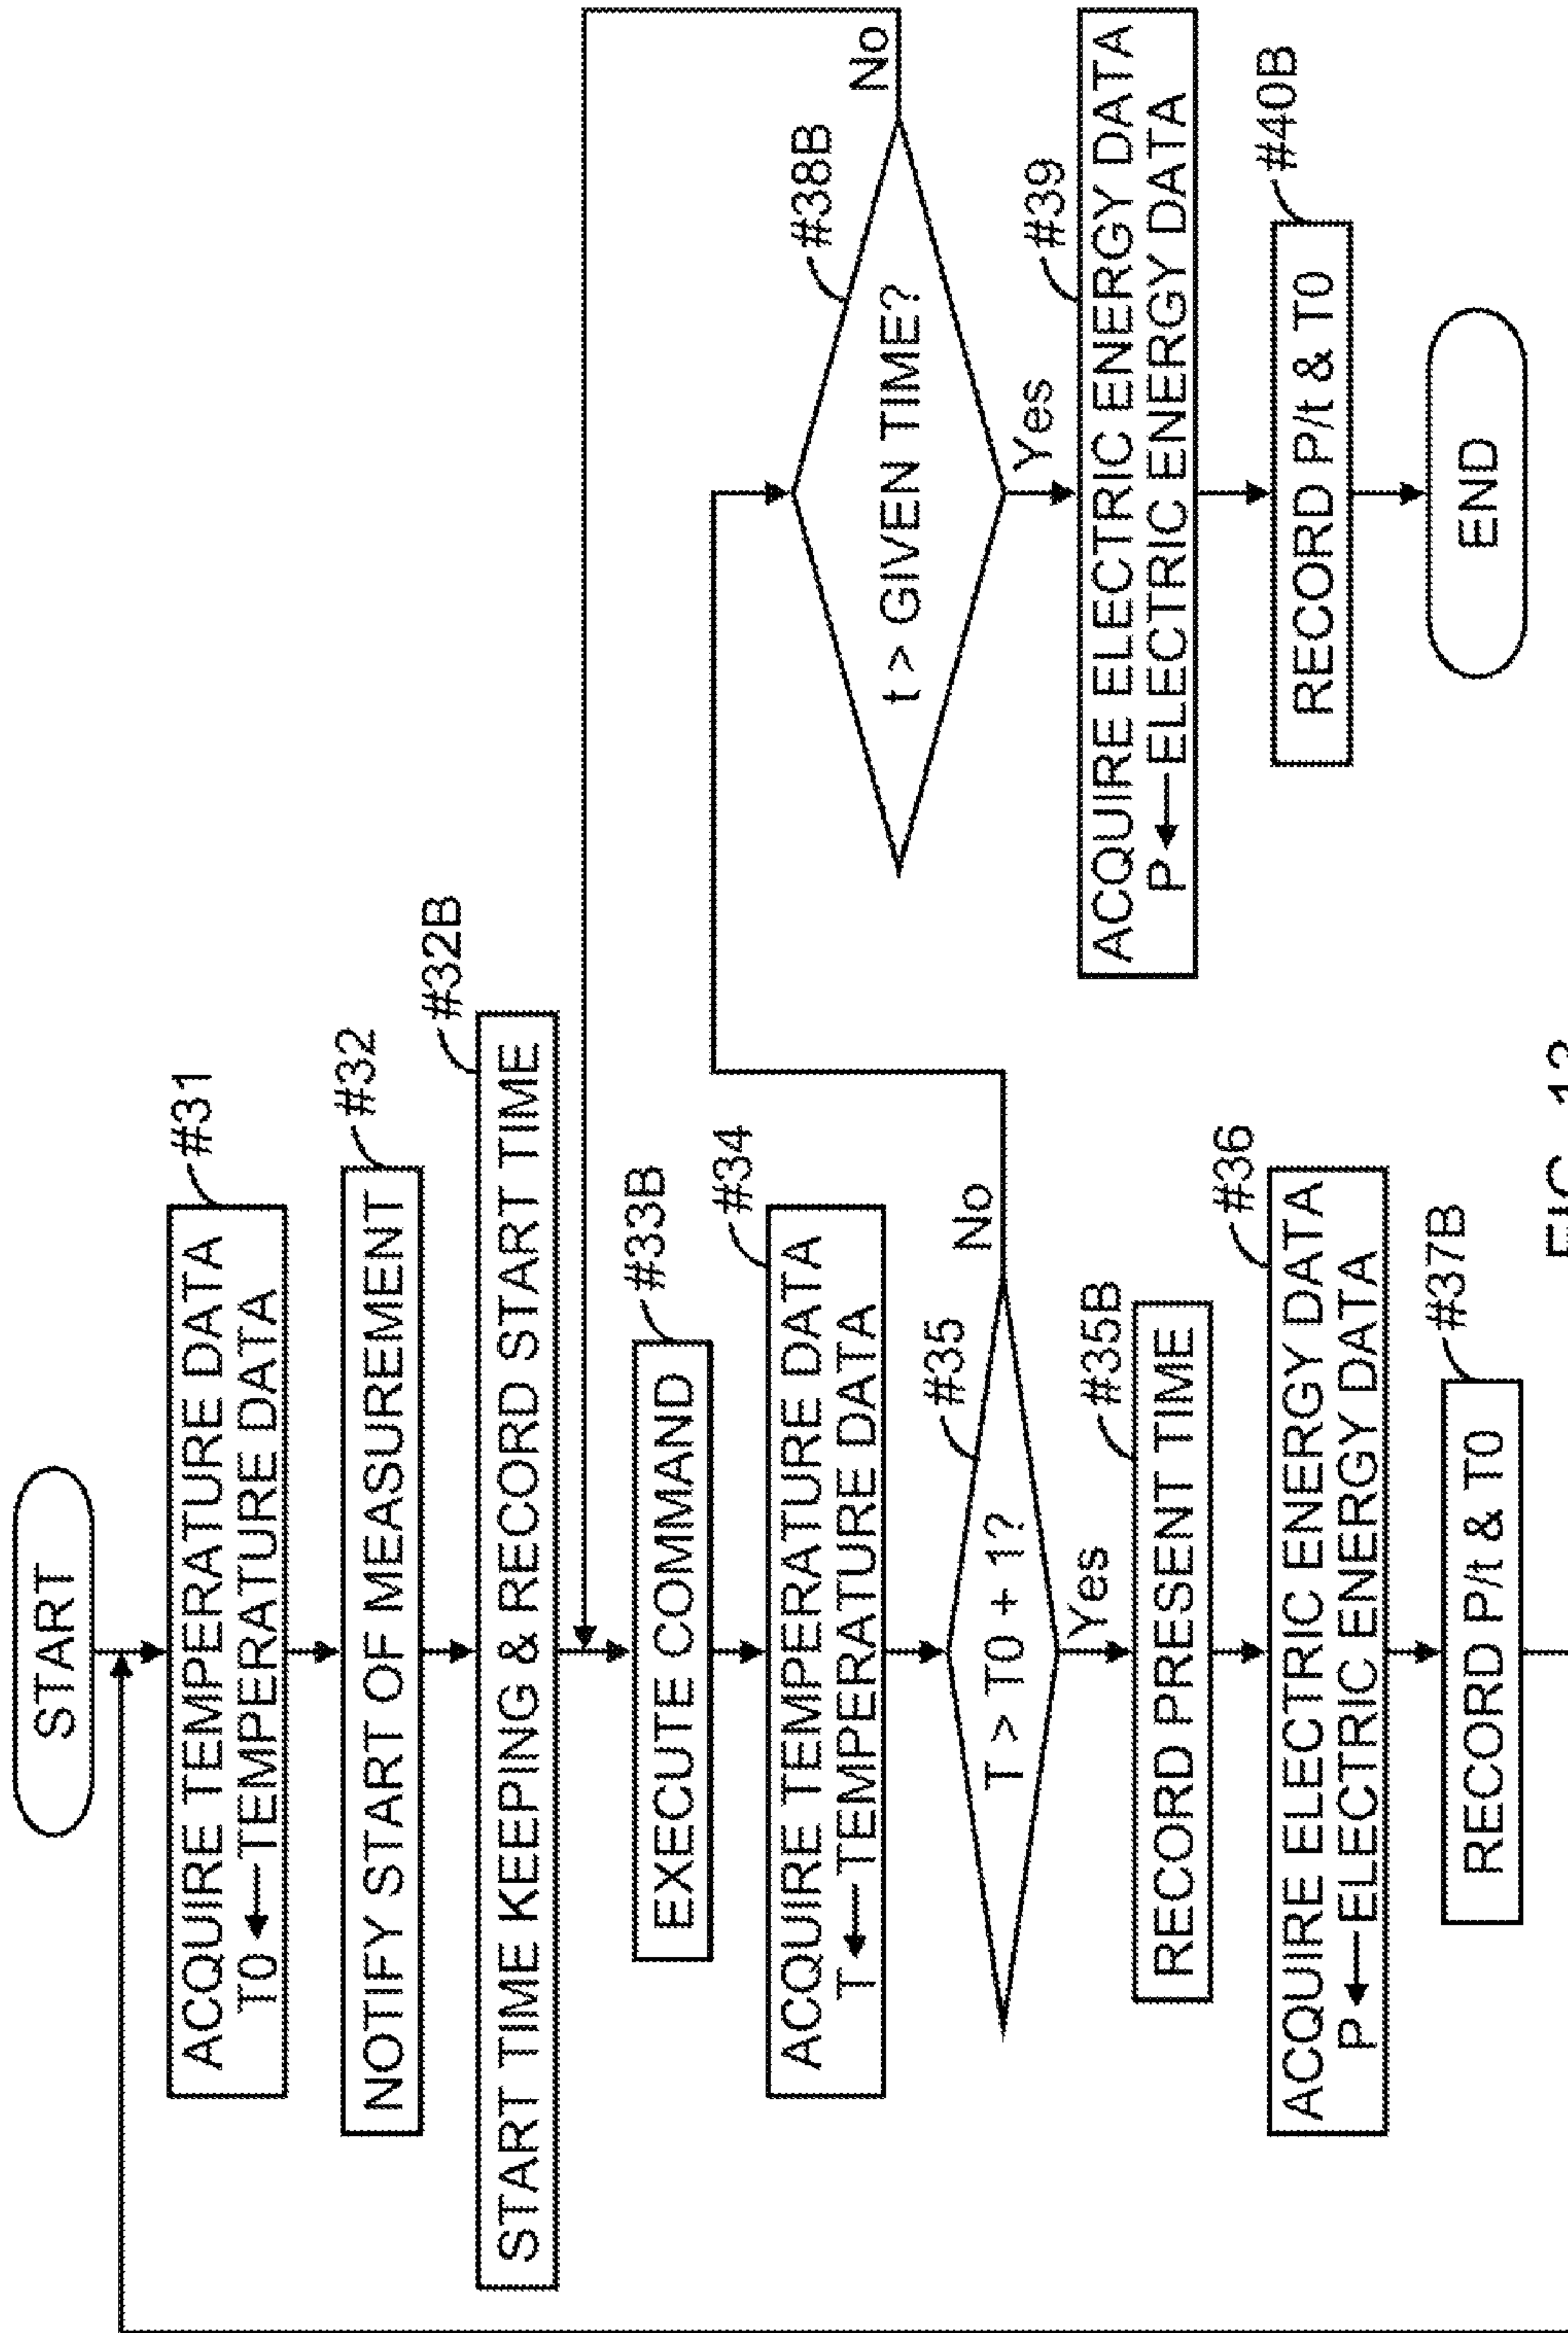 START
ACQUIRE TEMPERATURE DATA
T0 ← TEMPERATURE DATA
#31
NOTIFY START OF MEASUREMENT
#32
START TIME KEEPING & RECORD START TIME
#32B
EXECUTE COMMAND
#33B
ACQUIRE TEMPERATURE DATA
T ← TEMPERATURE DATA
#34
T > T0 + 1?
#35
No
Yes
RECORD PRESENT TIME
#35B
ACQUIRE ELECTRIC ENERGY DATA
P ← ELECTRIC ENERGY DATA
#36
RECORD P/t & T0
#37B
t > GIVEN TIME?
#38B
No
Yes
ACQUIRE ELECTRIC ENERGY DATA
P ← ELECTRIC ENERGY DATA
#39
RECORD P/t & T0
#40B
END